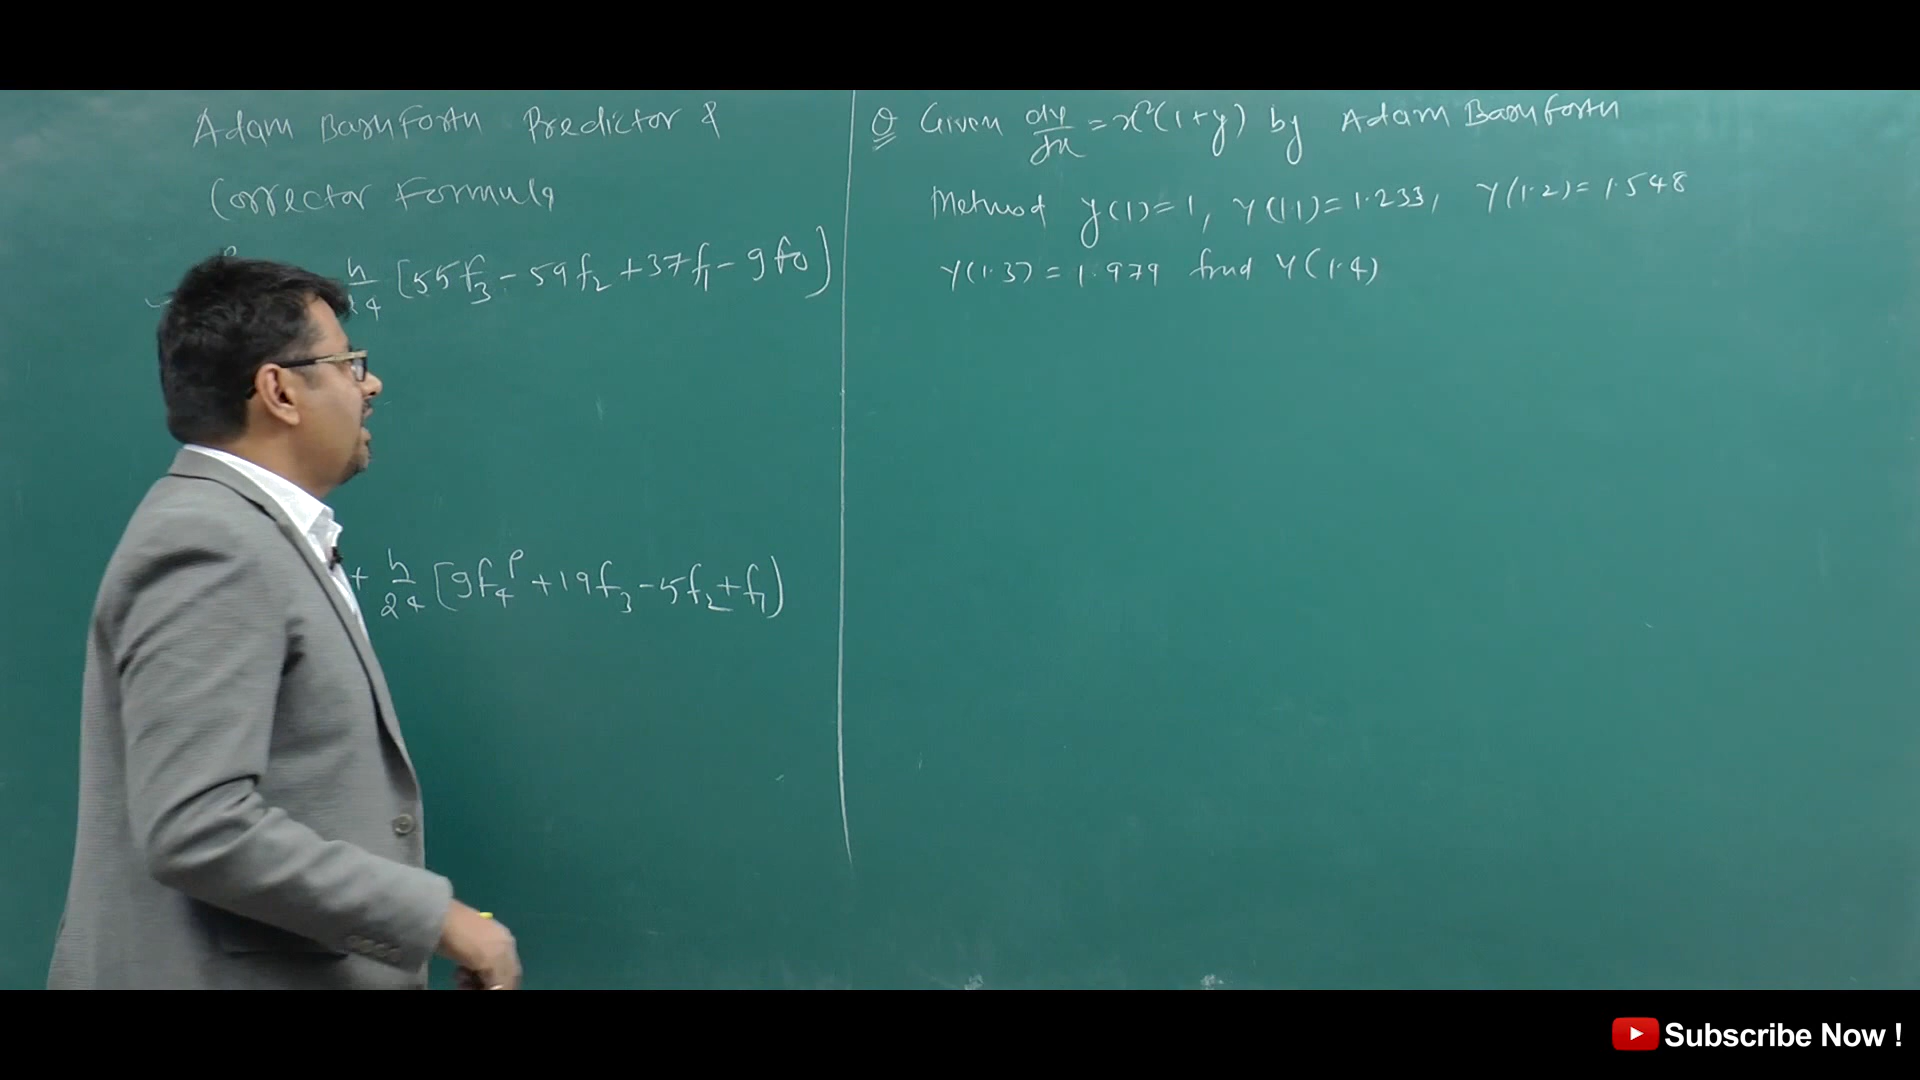 Adam Bashforth Predictor &
Corrector Formula
p
h/24 [55f₃ - 59f₂ + 37f₁ - 9f₀]
+ h/24 [9f₄ᵖ + 19f₃ - 5f₂ + f₁]
Q Given dy/dx = x²(1+y) by Adam Bashforth
Method y(1)=1, y(1.1)=1.233, y(1.2)=1.548
y(1.3)=1.979 find y(1.4)
Subscribe Now !